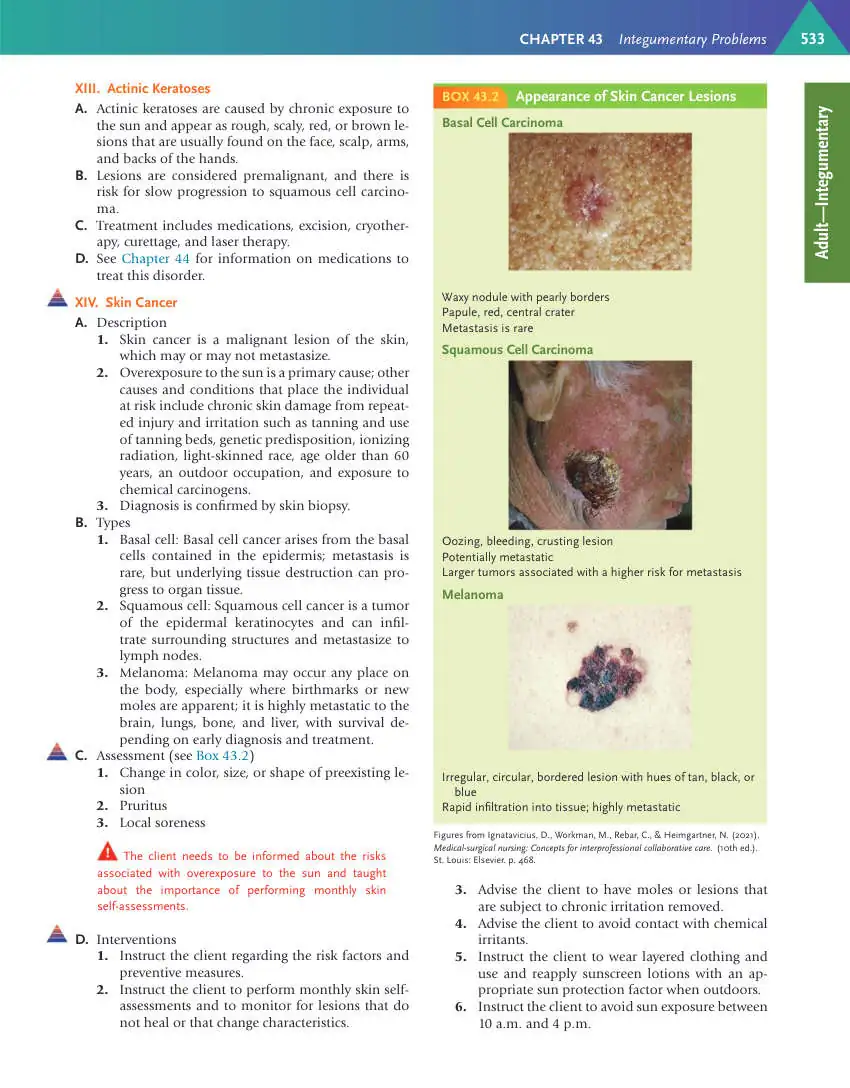 CHAPTER 43 Integumentary Problems 533
XIII. Actinic Keratoses
A. Actinic keratoses are caused by chronic exposure to
the sun and appear as rough, scaly, red, or brown le-
sions that are usually found on the face, scalp, arms,
and backs of the hands.
B. Lesions are considered premalignant, and there is
risk for slow progression to squamous cell carcino-
ma.
C. Treatment includes medications, excision, cryother-
apy, curettage, and laser therapy.
D. See Chapter 44 for information on medications to
treat this disorder.
XIV. Skin Cancer
A. Description
1. Skin cancer is a malignant lesion of the skin,
which may or may not metastasize.
2. Overexposure to the sun is a primary cause; other
causes and conditions that place the individual
at risk include chronic skin damage from repeat-
ed injury and irritation such as tanning and use
of tanning beds, genetic predisposition, ionizing
radiation, light-skinned race, age older than 60
years, an outdoor occupation, and exposure to
chemical carcinogens.
3. Diagnosis is confirmed by skin biopsy.
B. Types
1. Basal cell: Basal cell cancer arises from the basal
cells contained in the epidermis; metastasis is
rare, but underlying tissue destruction can pro-
gress to organ tissue.
2. Squamous cell: Squamous cell cancer is a tumor
of the epidermal keratinocytes and can infil-
trate surrounding structures and metastasize to
lymph nodes.
3. Melanoma: Melanoma may occur any place on
the body, especially where birthmarks or new
moles are apparent; it is highly metastatic to the
brain, lungs, bone, and liver, with survival de-
pending on early diagnosis and treatment.
C. Assessment (see Box 43.2)
1. Change in color, size, or shape of preexisting le-
sion
2. Pruritus
3. Local soreness
The client needs to be informed about the risks
associated with overexposure to the sun and taught
about the importance of performing monthly skin
self-assessments.
D. Interventions
1. Instruct the client regarding the risk factors and
preventive measures.
2. Instruct the client to perform monthly skin self-
assessments and to monitor for lesions that do
not heal or that change characteristics.
BOX 43.2 Appearance of Skin Cancer Lesions
Basal Cell Carcinoma
Waxy nodule with pearly borders
Papule, red, central crater
Metastasis is rare
Squamous Cell Carcinoma
Oozing, bleeding, crusting lesion
Potentially metastatic
Larger tumors associated with a higher risk for metastasis
Melanoma
Irregular, circular, bordered lesion with hues of tan, black, or
blue
Rapid infiltration into tissue; highly metastatic
Figures from Ignatavicius, D., Workman, M., Rebar, C., & Heimgartner, N. (2021).
Medical-surgical nursing: Concepts for interprofessional collaborative care. (10th ed.).
St. Louis: Elsevier. p. 468.
3. Advise the client to have moles or lesions that
are subject to chronic irritation removed.
4. Advise the client to avoid contact with chemical
irritants.
5. Instruct the client to wear layered clothing and
use and reapply sunscreen lotions with an ap-
propriate sun protection factor when outdoors.
6. Instruct the client to avoid sun exposure between
10 a.m. and 4 p.m.
Adult—Integumentary